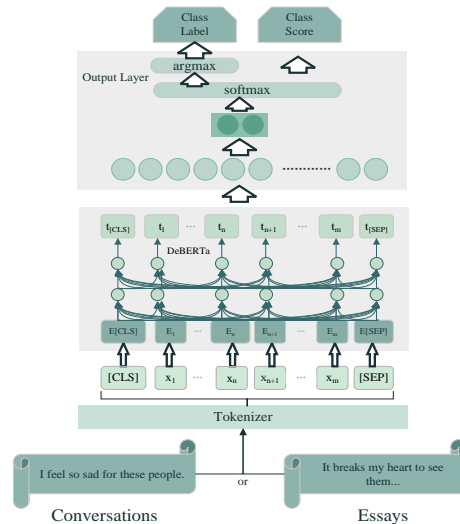 Class
Label
Class
Score
argmax
Output Layer
softmax
t[CLS] t1 ... tn tn+1 ... tm t[SEP]
DeBERTa
E[CLS] E1 ... En En+1 ... Em E[SEP]
[CLS] x1 ... xn xn+1 ... xm [SEP]
Tokenizer
I feel so sad for these people.
or
It breaks my heart to see
them...
Conversations
Essays